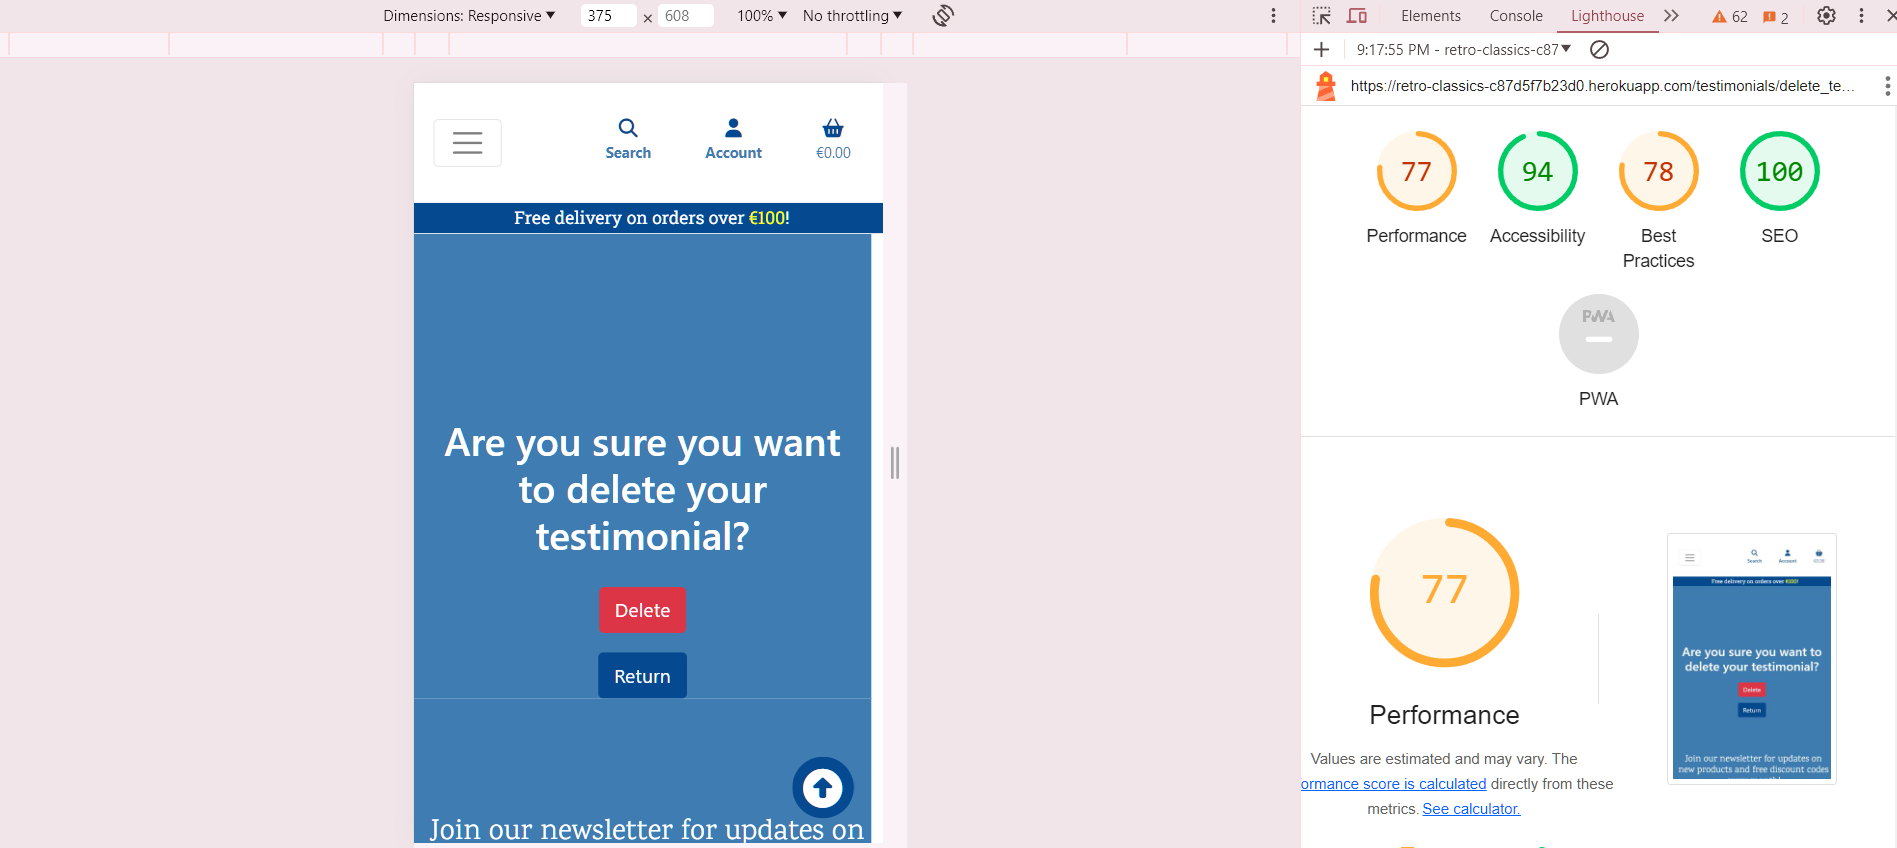 Dimensions: Responsive ▼ 375 × 608 100% ▼ No throttling ▼
Elements Console Lighthouse 62 2
9:17:55 PM - retro-classics-c87 ▼
https://retro-classics-c87d5f7b23d0.herokuapp.com/testimonials/delete_te...
Search Account €0.00
Free delivery on orders over €100!
Are you sure you want
to delete your
testimonial?
Delete
Return
Join our newsletter for updates on
77 94 78 100
Performance Accessibility Best Practices SEO
PWA
PWA
77
Performance
Values are estimated and may vary. The
ormance score is calculated directly from these
metrics. See calculator.
Search Account €0.00
Free delivery on orders over €100!
Are you sure you want to
delete your testimonial?
Delete
Return
Join our newsletter for updates on
new products and free discount codes